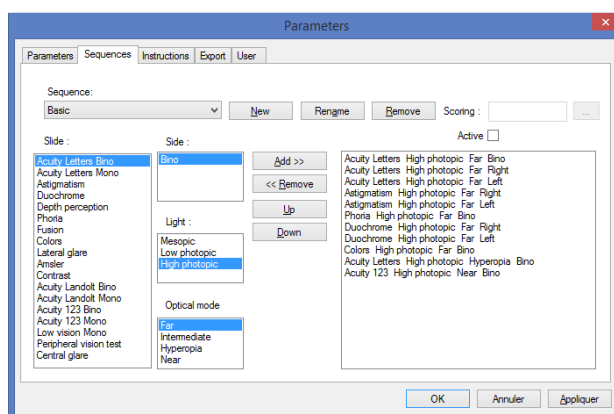 Parameters
Parameters Sequences Instructions Export User
Sequence:
Basic New Rename Remove Scoring : ...
Active
Slide :
Acuity Letters Bino
Acuity Letters Mono
Astigmatism
Duochrome
Depth perception
Phoria
Fusion
Colors
Lateral glare
Amsler
Contrast
Acuity Landolt Bino
Acuity Landolt Mono
Acuity 123 Bino
Acuity 123 Mono
Low vision Mono
Peripheral vision test
Central glare
Side :
Bino
Light :
Mesopic
Low photopic
High photopic
Optical mode
Far
Intermediate
Hyperopia
Near
Add >>
<< Remove
Up
Down
Acuity Letters High photopic Far Bino
Acuity Letters High photopic Far Right
Acuity Letters High photopic Far Left
Astigmatism High photopic Far Right
Astigmatism High photopic Far Left
Phoria High photopic Far Bino
Duochrome High photopic Far Right
Duochrome High photopic Far Left
Colors High photopic Far Bino
Acuity Letters High photopic Hyperopia Bino
Acuity 123 High photopic Near Bino
OK Annuler Appliquer